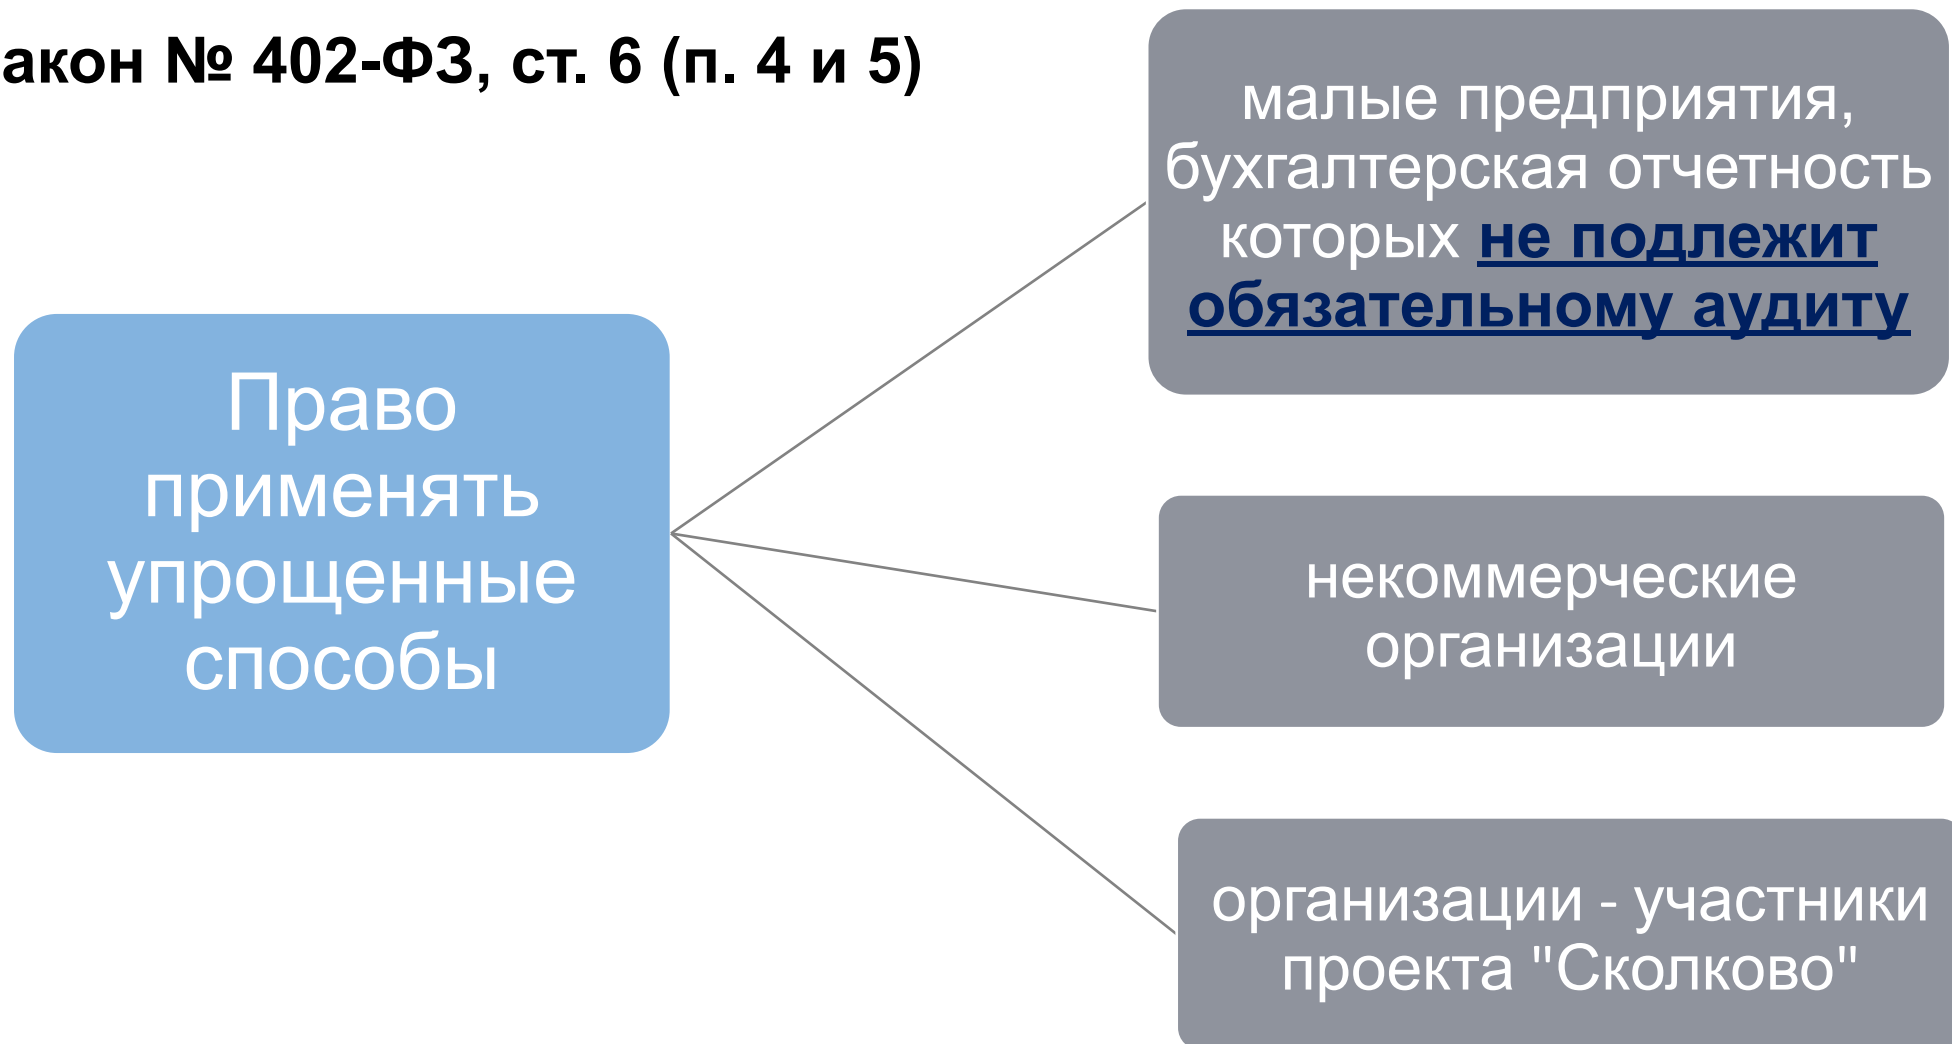 акон № 402-ФЗ, ст. 6 (п. 4 и 5)
Право
применять
упрощенные
способы
малые предприятия,
бухгалтерская отчетность
которых не подлежит
обязательному аудиту
некоммерческие
организации
организации - участники
проекта "Сколково"